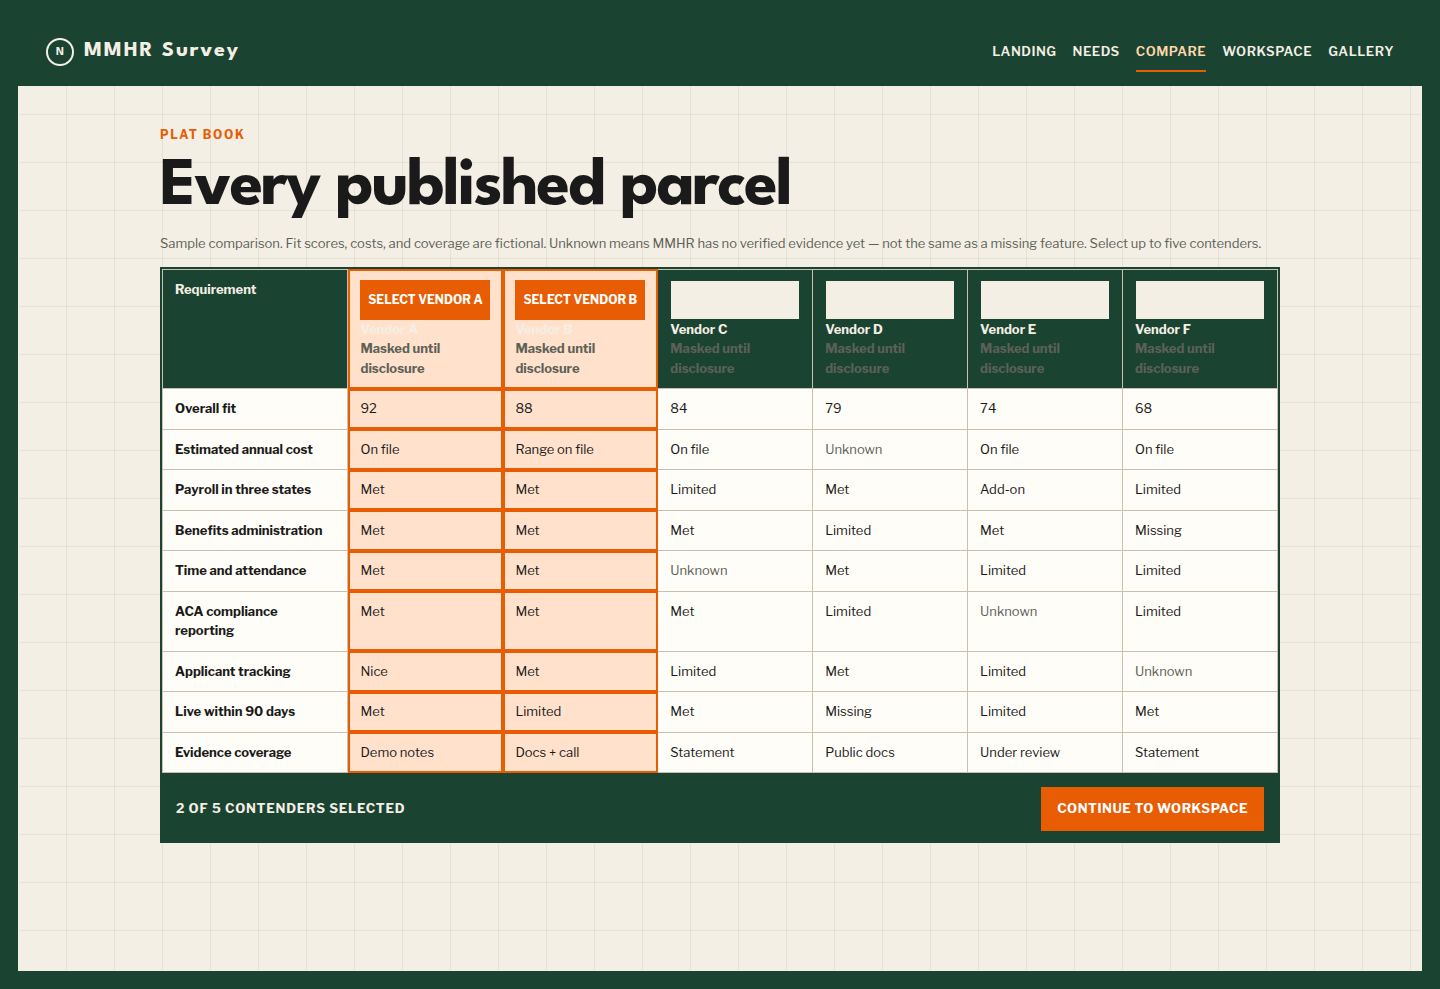 N MMHR Survey
LANDING NEEDS COMPARE WORKSPACE GALLERY
PLAT BOOK
Every published parcel
Sample comparison. Fit scores, costs, and coverage are fictional. Unknown means MMHR has no verified evidence yet — not the same as a missing feature. Select up to five contenders.
Requirement
SELECT VENDOR A
Vendor A
Masked until
disclosure
SELECT VENDOR B
Vendor B
Masked until
disclosure
Vendor C
Masked until
disclosure
Vendor D
Masked until
disclosure
Vendor E
Masked until
disclosure
Vendor F
Masked until
disclosure
Overall fit 92 88 84 79 74 68
Estimated annual cost On file Range on file On file Unknown On file On file
Payroll in three states Met Met Limited Met Add-on Limited
Benefits administration Met Met Met Limited Met Missing
Time and attendance Met Met Unknown Met Limited Limited
ACA compliance
reporting
Met Met Met Limited Unknown Limited
Applicant tracking Nice Met Limited Met Limited Unknown
Live within 90 days Met Limited Met Missing Limited Met
Evidence coverage Demo notes Docs + call Statement Public docs Under review Statement
2 OF 5 CONTENDERS SELECTED
CONTINUE TO WORKSPACE